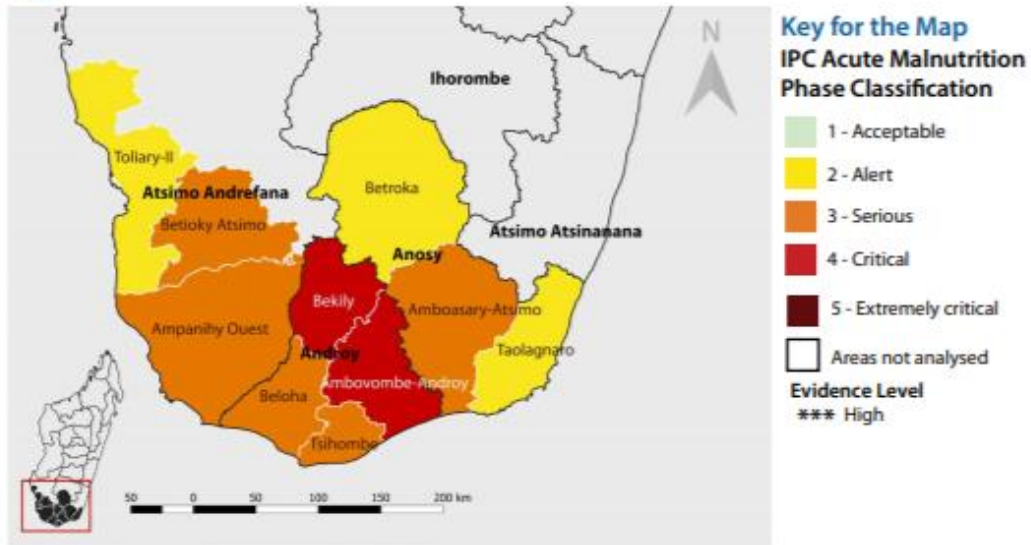 N
Ihorombe
Toliary-II
Atsimo Andrefana
Betioky Atsimo
Betroka
Atsimo Atsinanana
Anosy
Bekily
Amboasary-Atsimo
Ampanihy Ouest
Androy
Taolagnaro
Ambovombe-Androy
Beloha
Tsihombe
50 0 50 100 150 200 km
Key for the Map
IPC Acute Malnutrition
Phase Classification
1 - Acceptable
2 - Alert
3 - Serious
4 - Critical
5 - Extremely critical
Areas not analysed
Evidence Level
*** High